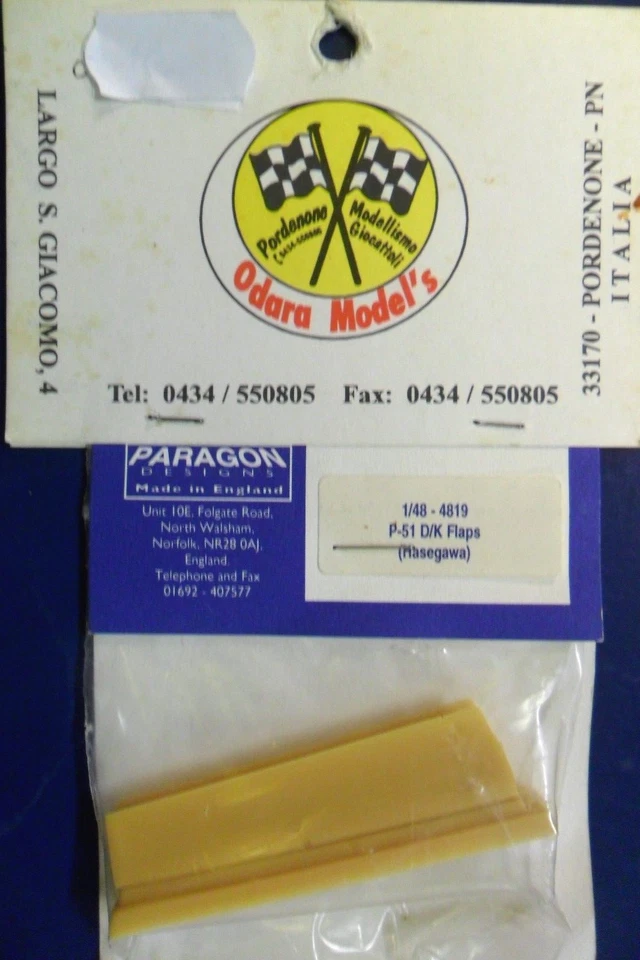 LARGO S. GIACOMO, 4
Pordenone
Modellismo
Giocattoli
Odara Model's
33170 - PORDENONE - PN
ITALIA
Tel: 0434 / 550805 Fax: 0434 / 550805
PARAGON
DESIGNS
Made in England
Unit 10E, Folgate Road,
North Walsham,
Norfolk, NR28 0AJ,
England.
Telephone and Fax
01692 - 407577
1/48 - 4819
P-51 D/K Flaps
(Hasegawa)